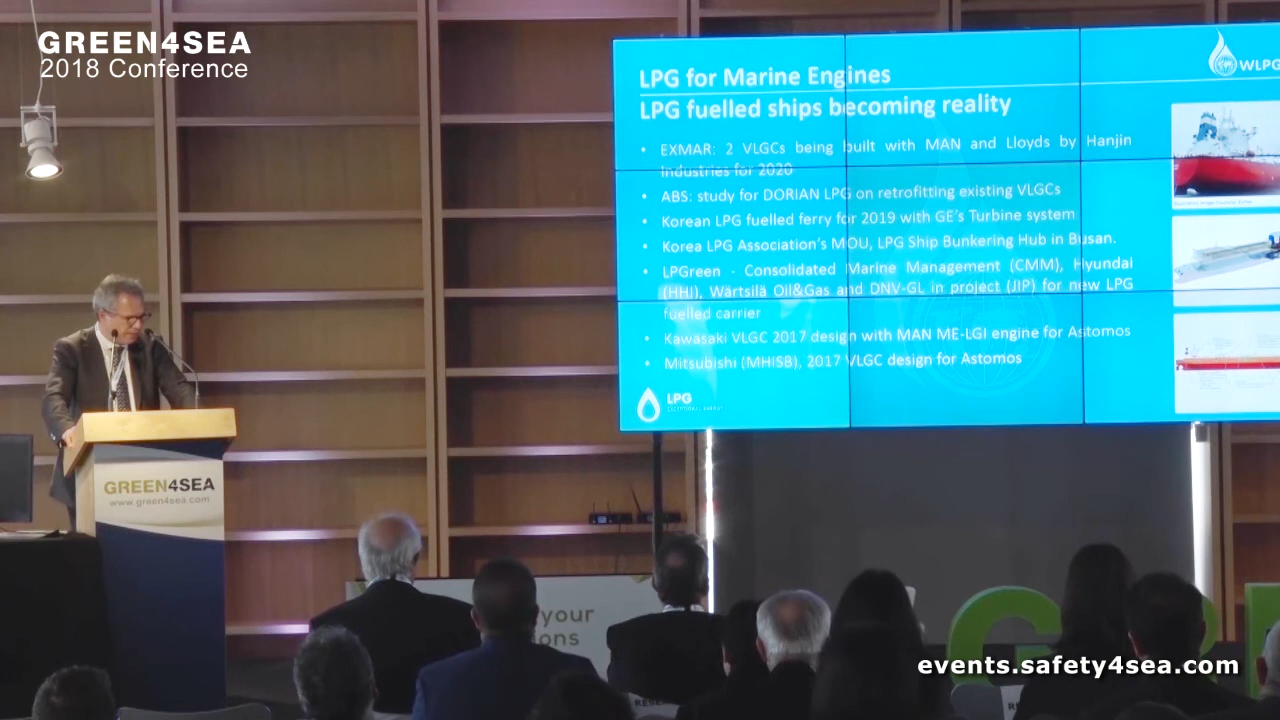 GREEN4SEA
2018 Conference
LPG for Marine Engines
LPG fuelled ships becoming reality
WLPG
• EXMAR: 2 VLGCs being built with MAN and Lloyds by Hanjin
Industries for 2020
• ABS: study for DORIAN LPG on retrofitting existing VLGCs
• Korean LPG fuelled ferry for 2019 with GE's Turbine system
• Korea LPG Association's MOU, LPG Ship Bunkering Hub in Busan.
• LPGreen - Consolidated Marine Management (CMM), Hyundai
(HHI), Wärtsilä Oil&Gas and DNV-GL in project (JIP) for new LPG
fuelled carrier
• Kawasaki VLGC 2017 design with MAN ME-LGI engine for Astomos
• Mitsubishi (MHISB), 2017 VLGC design for Astomos
LPG
EXCEPTIONAL ENERGY
GREEN4SEA
www.green4sea.com
your
ions
G
events.safety4sea.com